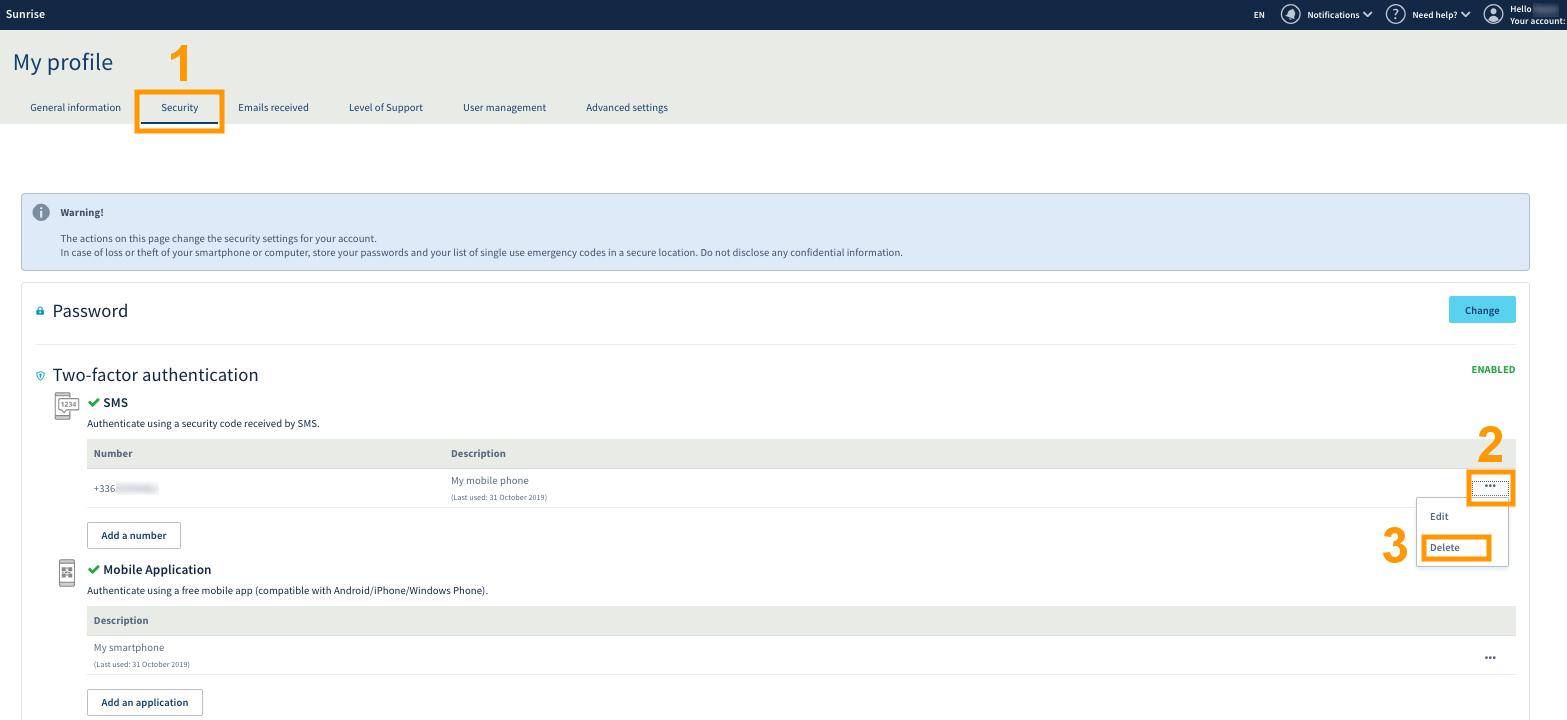 Sunrise
EN
Notifications
Need help?
Hello
Your account:
My profile
1
General information
Security
Emails received
Level of Support
User management
Advanced settings
Warning!
The actions on this page change the security settings for your account.
In case of loss or theft of your smartphone or computer, store your passwords and your list of single use emergency codes in a secure location. Do not disclose any confidential information.
Password
Change
Two-factor authentication
ENABLED
1234
SMS
Authenticate using a security code received by SMS.
2
Number
Description
+336
My mobile phone
(Last used: 31 October 2019)
...
Edit
3
Delete
Add a number
Mobile Application
Authenticate using a free mobile app (compatible with Android/iPhone/Windows Phone).
Description
My smartphone
(Last used: 31 October 2019)
...
Add an application